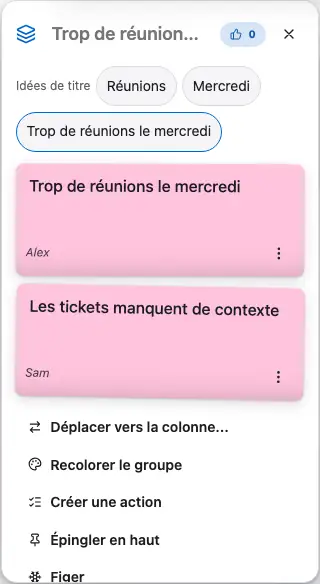 Trop de réunion... 0
Idées de titre Réunions Mercredi
Trop de réunions le mercredi
Trop de réunions le mercredi
Alex
Les tickets manquent de contexte
Sam
Déplacer vers la colonne...
Recolorer le groupe
Créer une action
Épingler en haut
Figer